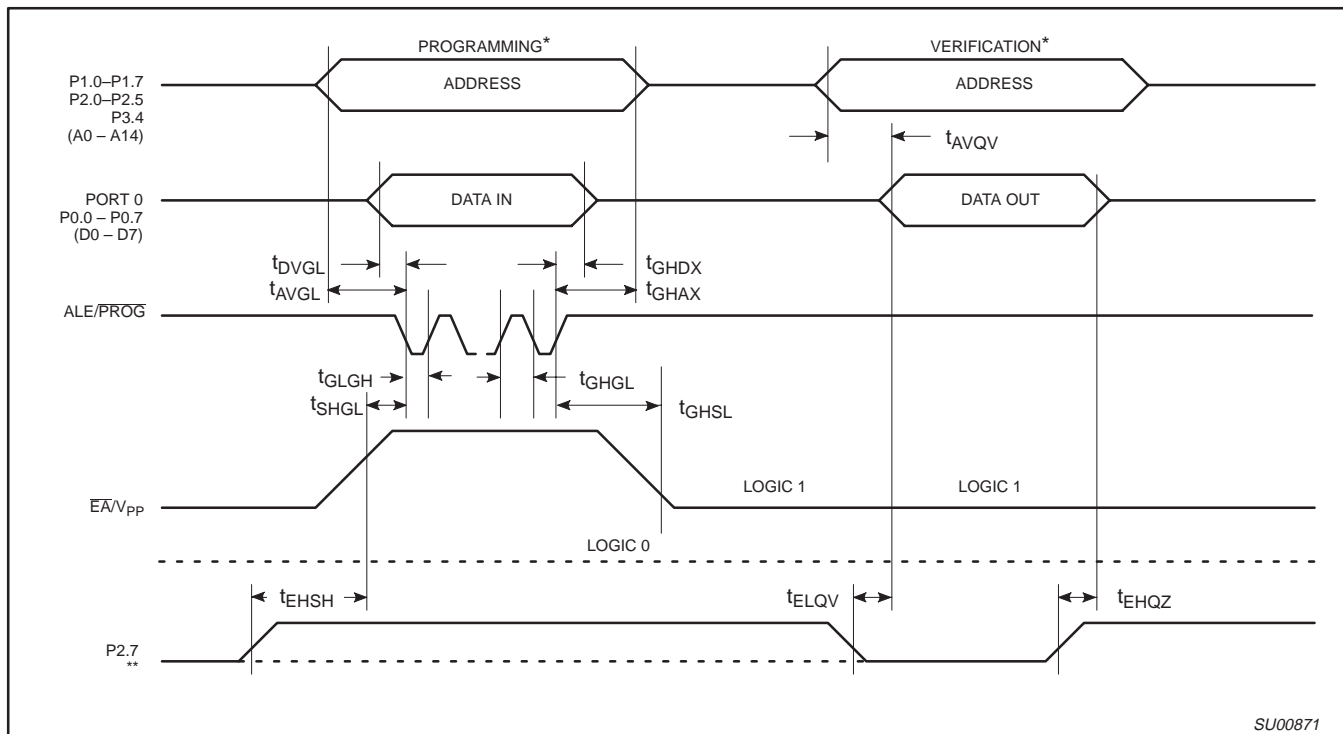 PROGRAMMING*
VERIFICATION*
P1.0–P1.7
P2.0–P2.5
P3.4
(A0 – A14)
ADDRESS
ADDRESS
tAVQV
PORT 0
P0.0 – P0.7
(D0 – D7)
DATA IN
DATA OUT
tDVGL
tGHDX
tAVGL
tGHAX
ALE/PROG
tGLGH
tGHGL
tSHGL
tGHSL
EA/VPP
LOGIC 1
LOGIC 1
LOGIC 0
tEHSH
tELQV
tEHQZ
P2.7
**
SU00871